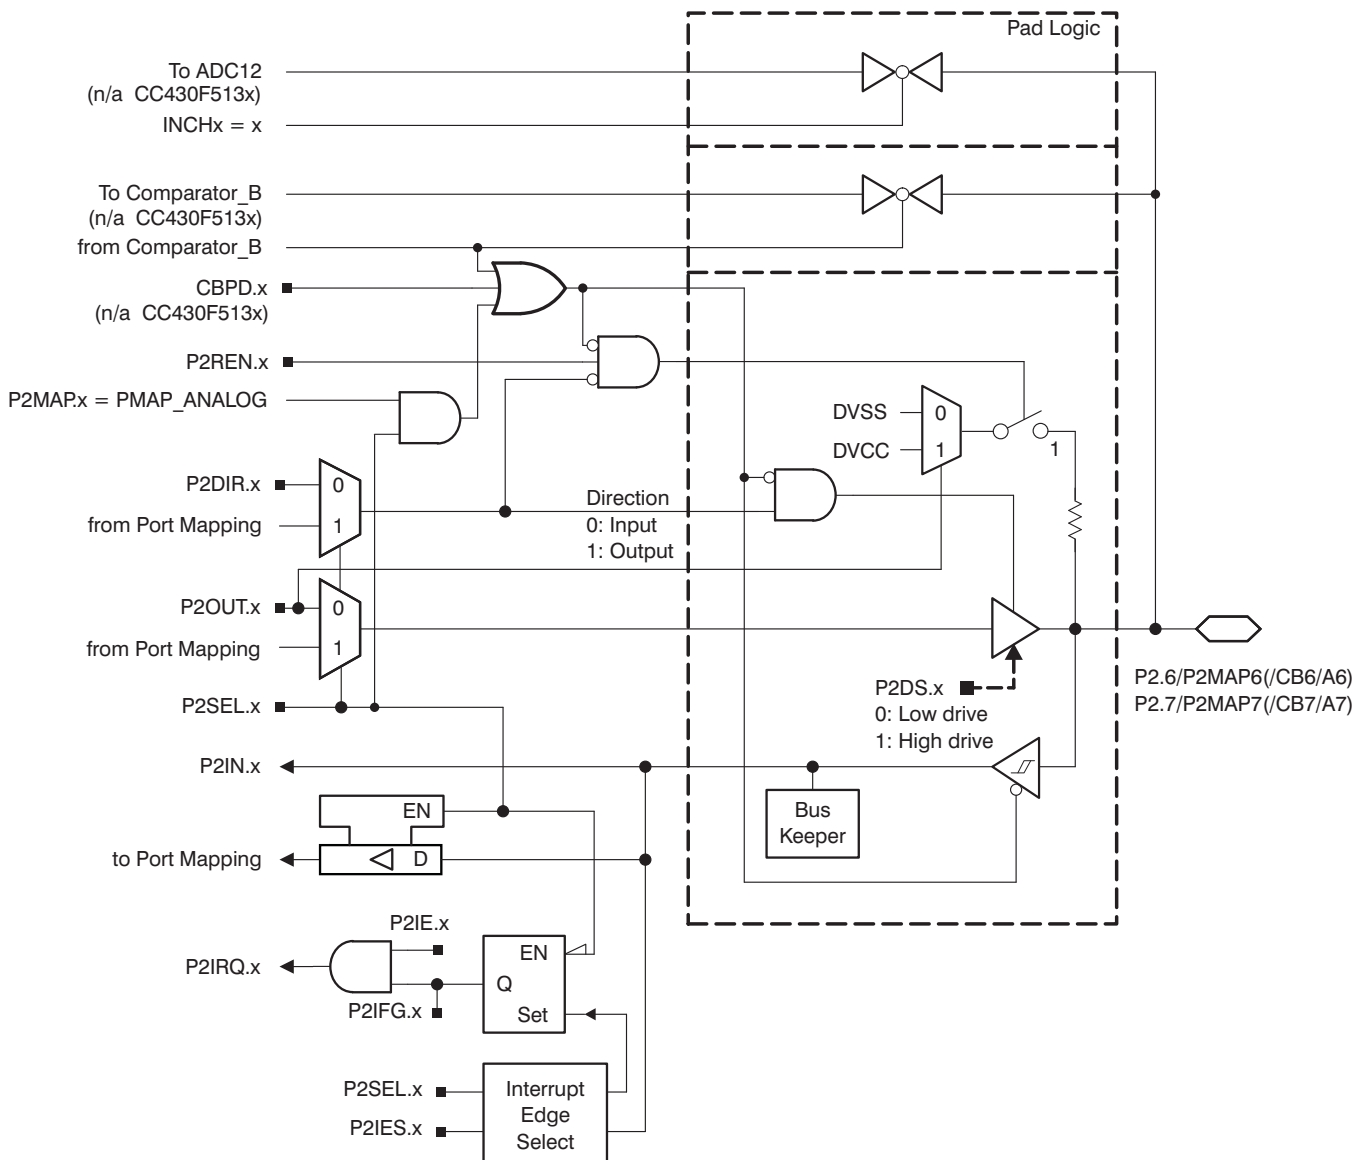 Pad Logic
To ADC12
(n/a CC430F513x)
INCHx = x
To Comparator_B
(n/a CC430F513x)
from Comparator_B
CBPD.x
(n/a CC430F513x)
P2REN.x
P2MAP.x = PMAP_ANALOG
DVSS
0
DVCC
1
1
P2DIR.x
0
from Port Mapping
1
Direction
0: Input
1: Output
P2OUT.x
0
from Port Mapping
1
P2SEL.x
P2DS.x
0: Low drive
1: High drive
P2.6/P2MAP6(/CB6/A6)
P2.7/P2MAP7(/CB7/A7)
P2IN.x
Bus
Keeper
EN
to Port Mapping
D
P2IE.x
P2IRQ.x
EN
Q
P2IFG.x
Set
P2SEL.x
P2IES.x
Interrupt
Edge
Select